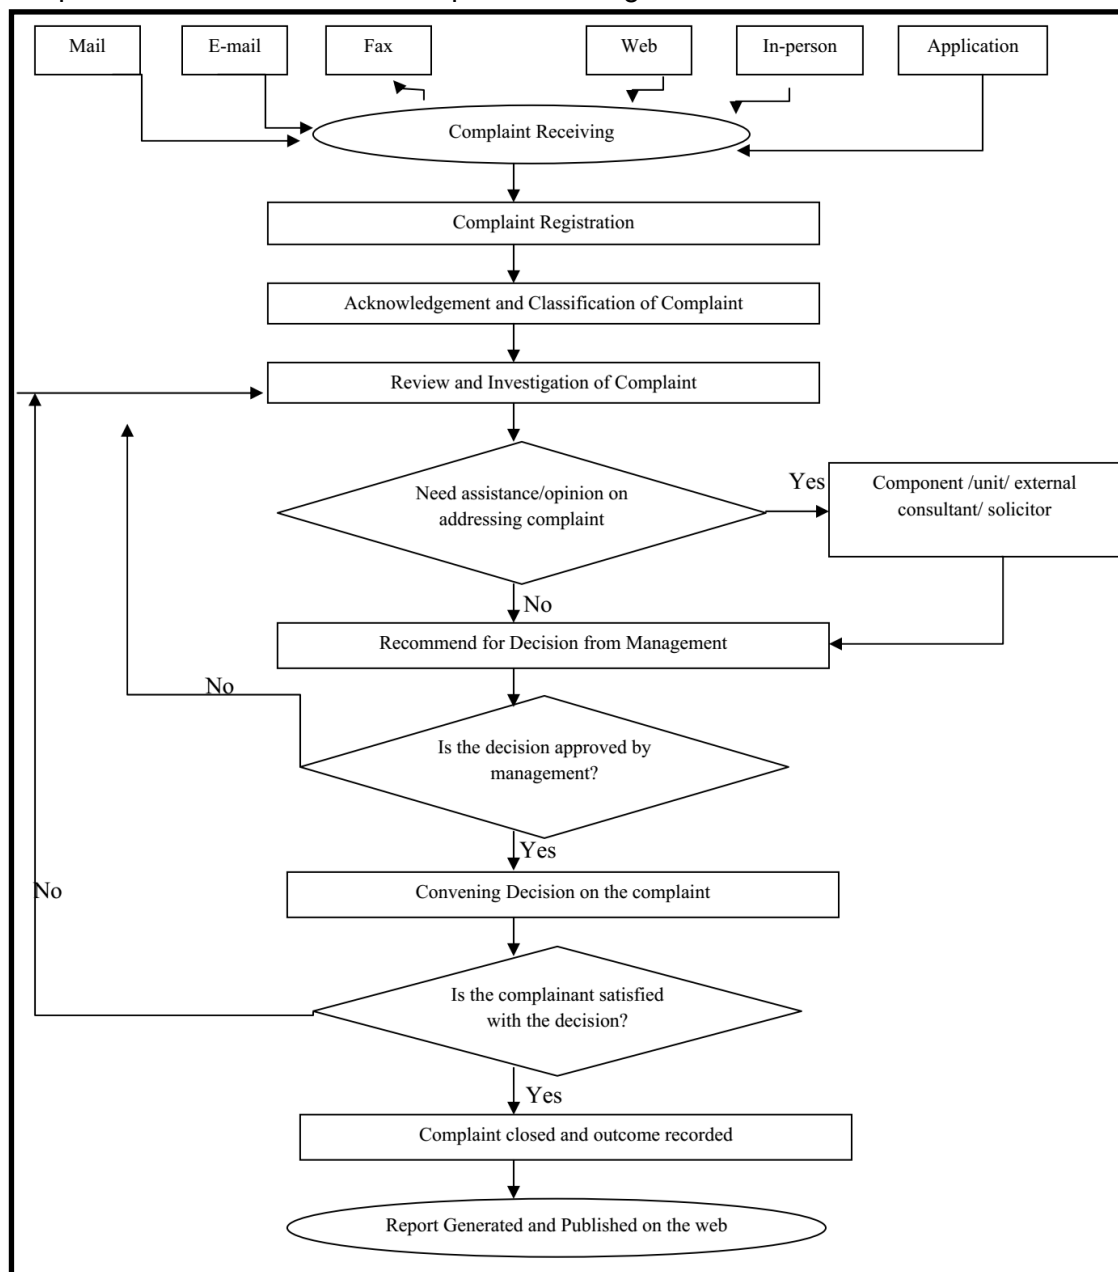 Mail
E-mail
Fax
Web
In-person
Application
Complaint Receiving
Complaint Registration
Acknowledgement and Classification of Complaint
Review and Investigation of Complaint
Need assistance/opinion on
addressing complaint
Yes
Component /unit/ external
consultant/ solicitor
No
Recommend for Decision from Management
No
Is the decision approved by
management?
Yes
Convening Decision on the complaint
No
Is the complainant satisfied
with the decision?
Yes
Complaint closed and outcome recorded
Report Generated and Published on the web